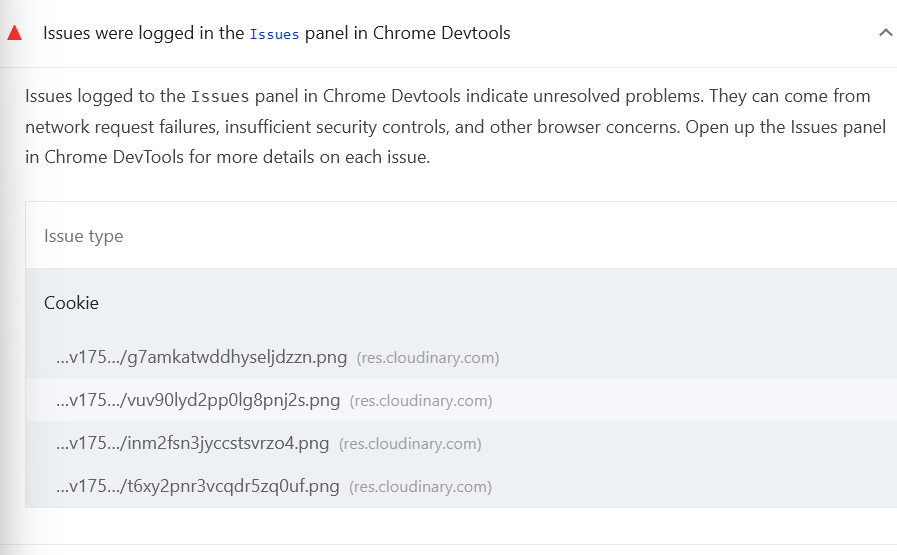 Issues were logged in the Issues panel in Chrome Devtools
Issues logged to the Issues panel in Chrome Devtools indicate unresolved problems. They can come from
network request failures, insufficient security controls, and other browser concerns. Open up the Issues panel
in Chrome DevTools for more details on each issue.
Issue type
Cookie
…v175…/g7amkatwddhyseljdzzn.png (res.cloudinary.com)
…v175…/vuv90lyd2pp0lg8pnj2s.png (res.cloudinary.com)
…v175…/inm2fsn3jyccstsvrzo4.png (res.cloudinary.com)
…v175…/t6xy2pnr3vcqdr5zq0uf.png (res.cloudinary.com)